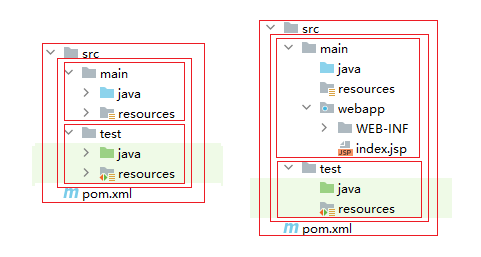 src
main
java
resources
test
java
resources
pom.xml
src
main
java
resources
webapp
WEB-INF
JSP index.jsp
test
java
resources
m pom.xml